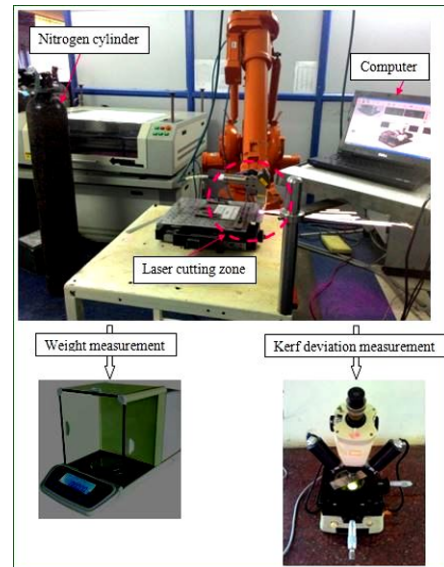 Nitrogen cylinder
Computer
Laser cutting zone
Weight measurement
Kerf deviation measurement